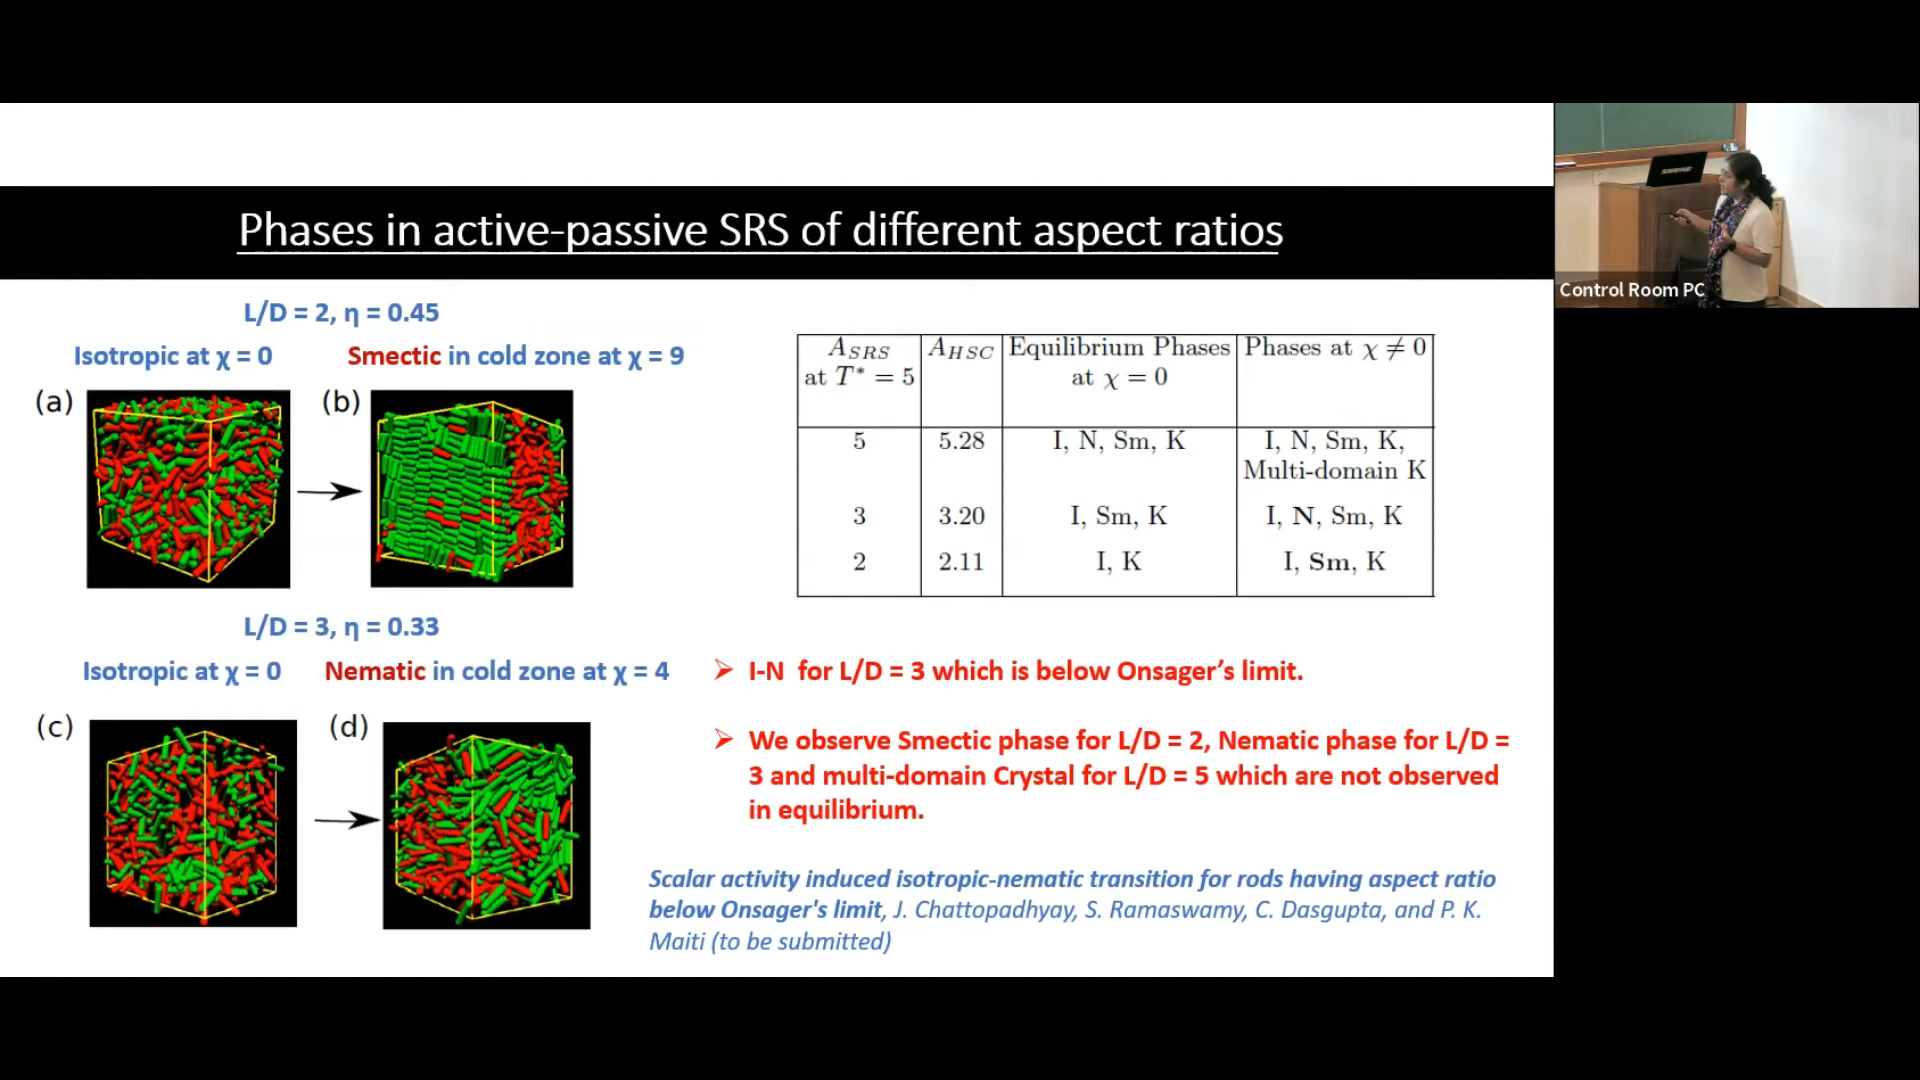 Phases in active-passive SRS of different aspect ratios
L/D = 2, η = 0.45
Isotropic at χ = 0
Smectic in cold zone at χ = 9
(a)
(b)
L/D = 3, η = 0.33
Isotropic at χ = 0
Nematic in cold zone at χ = 4
(c)
(d)
A_SRS at T* = 5 | A_HSC | Equilibrium Phases at χ = 0 | Phases at χ ≠ 0
5 | 5.28 | I, N, Sm, K | I, N, Sm, K, Multi-domain K
3 | 3.20 | I, Sm, K | I, N, Sm, K
2 | 2.11 | I, K | I, Sm, K
➢ I-N for L/D = 3 which is below Onsager's limit.
➢ We observe Smectic phase for L/D = 2, Nematic phase for L/D =
3 and multi-domain Crystal for L/D = 5 which are not observed
in equilibrium.
Scalar activity induced isotropic-nematic transition for rods having aspect ratio
below Onsager's limit, J. Chattopadhyay, S. Ramaswamy, C. Dasgupta, and P. K.
Maiti (to be submitted)
Control Room PC